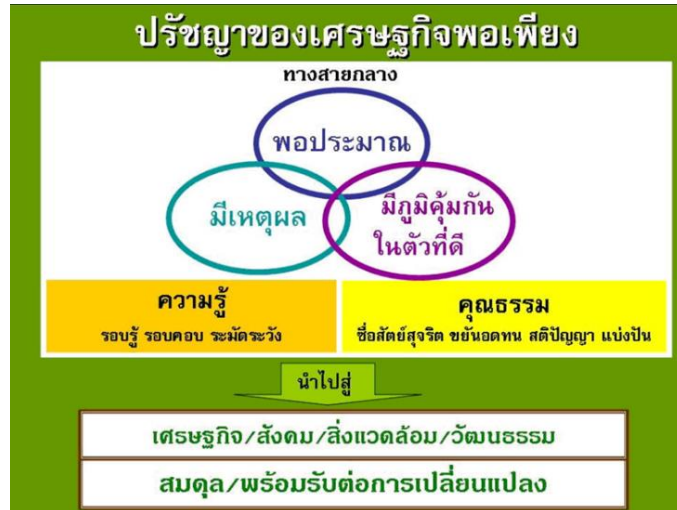 ปรัชญาของเศรษฐกิจพอเพียง
ทางสายกลาง
พอประมาณ
มีเหตุผล
มีภูมิคุ้มกัน
ในตัวที่ดี
ความรู้
รอบรู้ รอบคอบ ระมัดระวัง
คุณธรรม
ซื่อสัตย์สุจริต ขยันอดทน สติปัญญา แบ่งปัน
นำไปสู่
เศรษฐกิจ/สังคม/สิ่งแวดล้อม/วัฒนธรรม
สมดุล/พร้อมรับต่อการเปลี่ยนแปลง